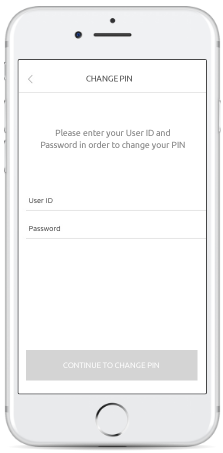 CHANGE PIN
Please enter your User ID and
Password in order to change your PIN
User ID
Password
CONTINUE TO CHANGE PIN